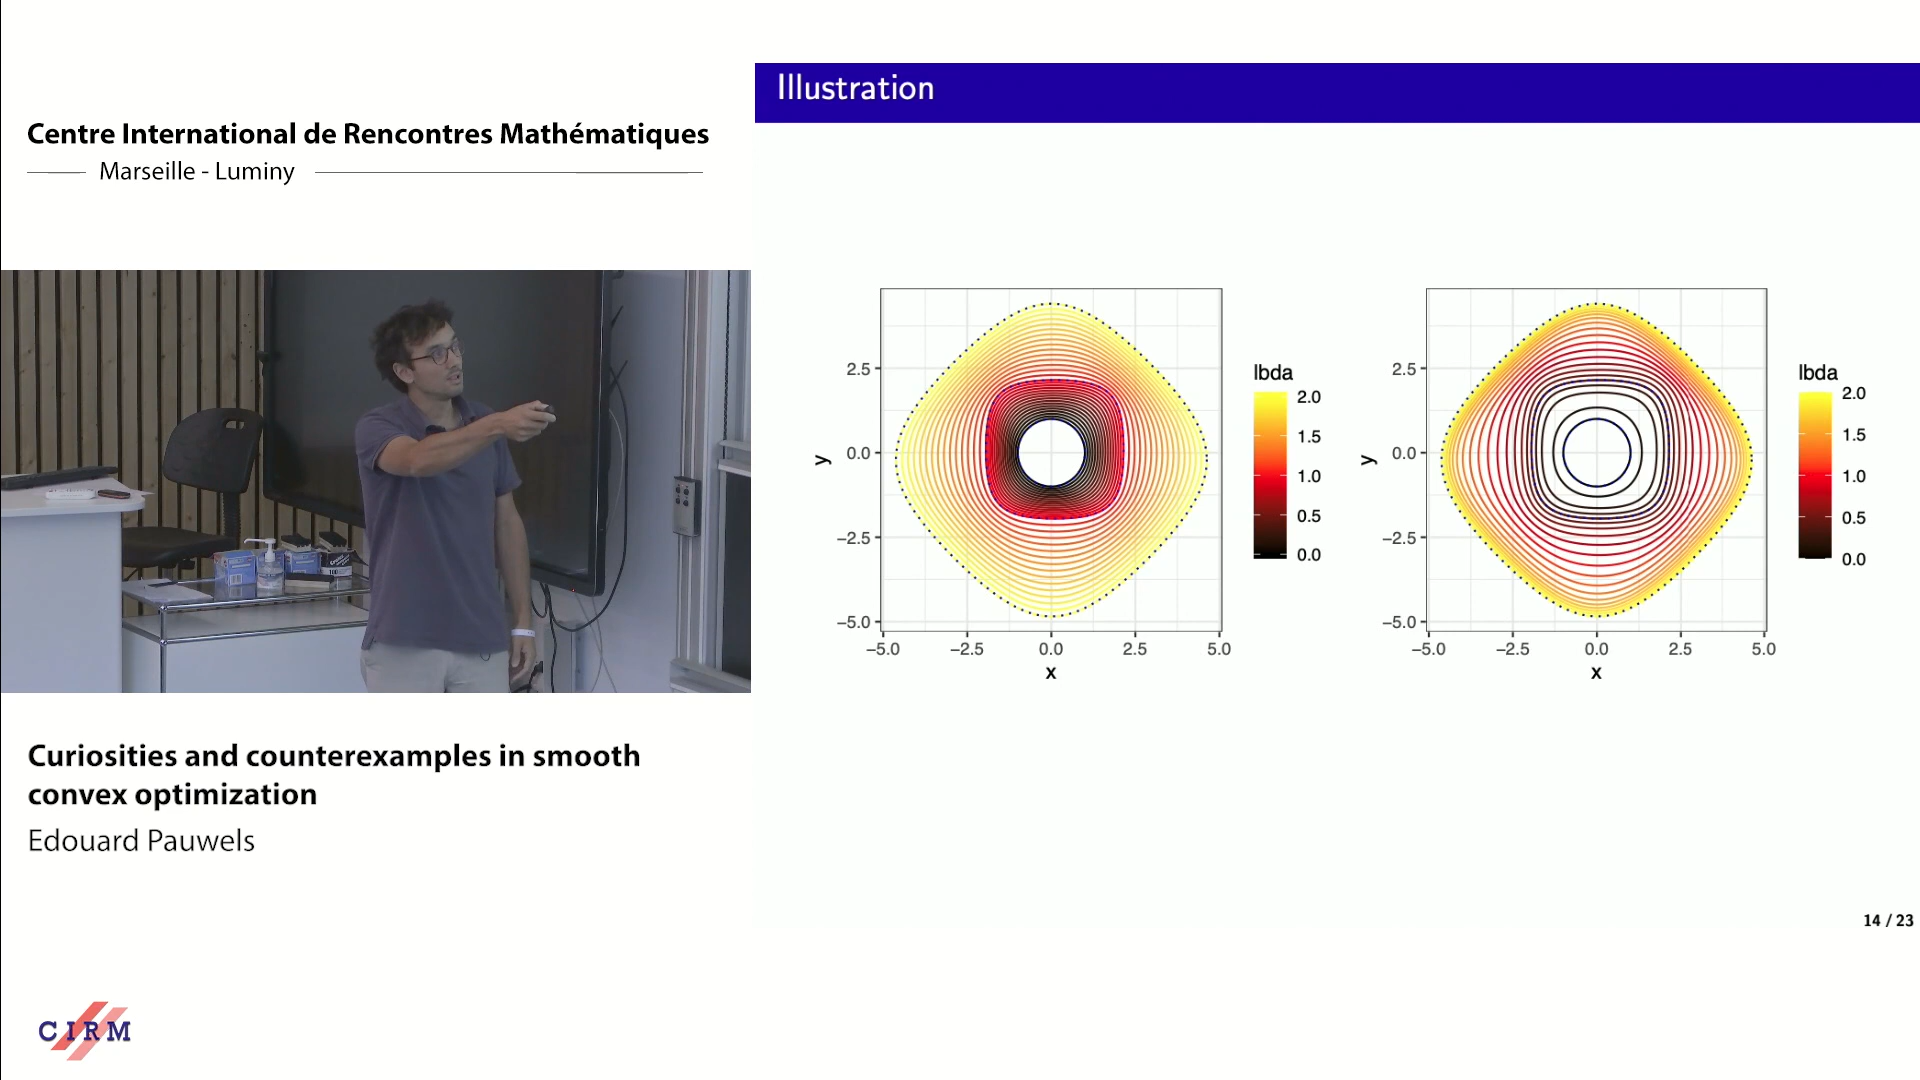 Centre International de Rencontres Mathématiques
Marseille - Luminy
Illustration
2.5
0.0
−2.5
−5.0
y
−5.0 −2.5 0.0 2.5 5.0
x
lbda
2.0
1.5
1.0
0.5
0.0
2.5
0.0
−2.5
−5.0
y
−5.0 −2.5 0.0 2.5 5.0
x
lbda
2.0
1.5
1.0
0.5
0.0
Curiosities and counterexamples in smooth
convex optimization
Edouard Pauwels
14 / 23
CIRM